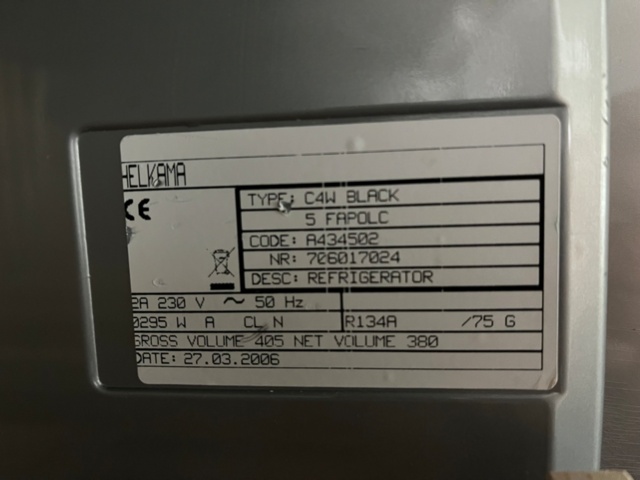 HELKAMA
CE
TYPE: C4W BLACK
5 FAPOLC
CODE: A434502
NR: 706017024
DESC: REFRIGERATOR
2A 230 V ~ 50 Hz
0295 W A CL N R134A /75 G
GROSS VOLUME 405 NET VOLUME 380
DATE: 27.03.2006